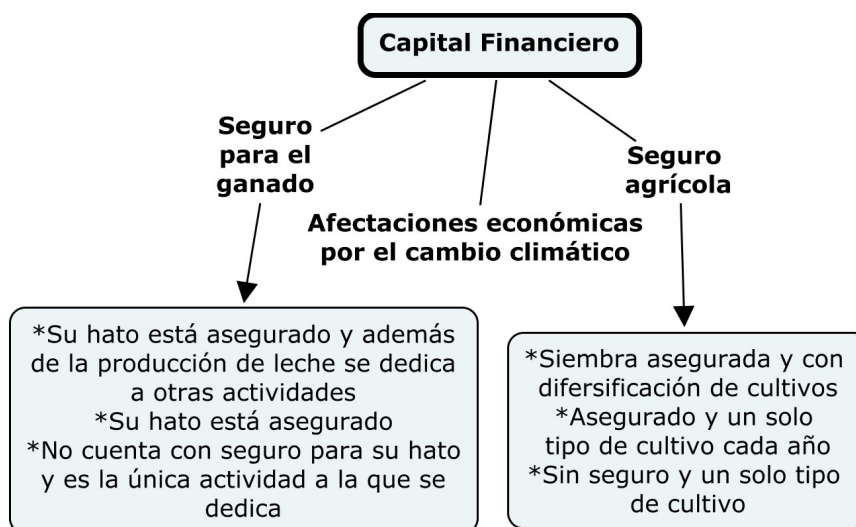 Capital Financiero
Seguro
para el
ganado
Seguro
agrícola
Afectaciones económicas
por el cambio climático
*Su hato está asegurado y además
de la producción de leche se dedica
a otras actividades
*Su hato está asegurado
*No cuenta con seguro para su hato
y es la única actividad a la que se
dedica
*Siembra asegurada y con
difersificación de cultivos
*Asegurado y un solo
tipo de cultivo cada año
*Sin seguro y un solo tipo
de cultivo